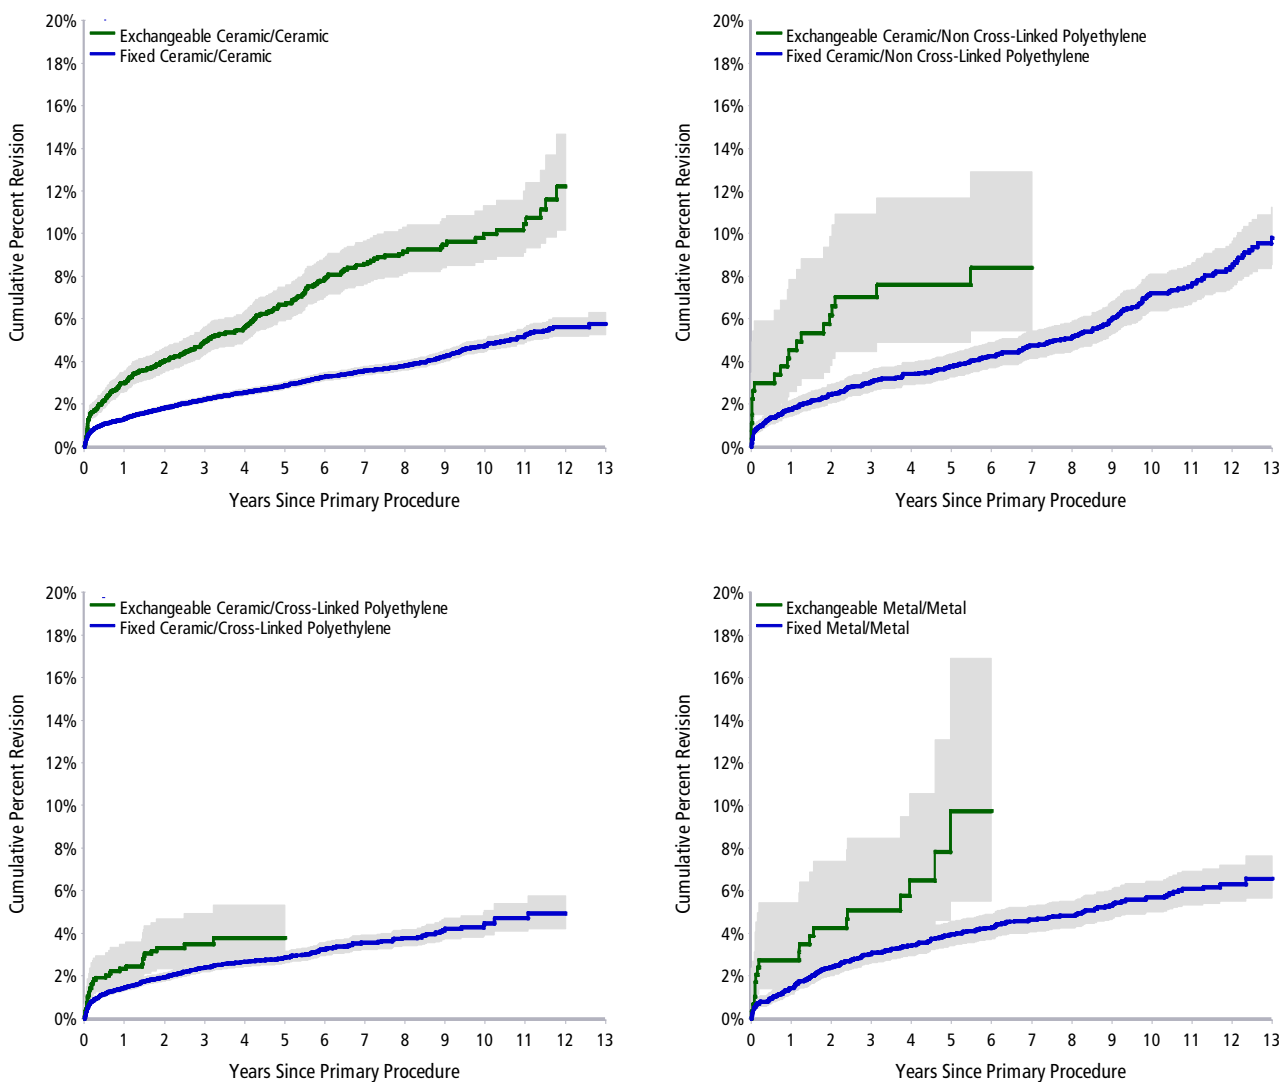 20%
Exchangeable Ceramic/Ceramic
Fixed Ceramic/Ceramic
18%
16%
14%
12%
10%
8%
6%
4%
2%
0%
Cumulative Percent Revision
0 1 2 3 4 5 6 7 8 9 10 11 12 13
Years Since Primary Procedure
20%
Exchangeable Ceramic/Non Cross-Linked Polyethylene
Fixed Ceramic/Non Cross-Linked Polyethylene
18%
16%
14%
12%
10%
8%
6%
4%
2%
0%
Cumulative Percent Revision
0 1 2 3 4 5 6 7 8 9 10 11 12 13
Years Since Primary Procedure
20%
Exchangeable Ceramic/Cross-Linked Polyethylene
Fixed Ceramic/Cross-Linked Polyethylene
18%
16%
14%
12%
10%
8%
6%
4%
2%
0%
Cumulative Percent Revision
0 1 2 3 4 5 6 7 8 9 10 11 12 13
Years Since Primary Procedure
20%
Exchangeable Metal/Metal
Fixed Metal/Metal
18%
16%
14%
12%
10%
8%
6%
4%
2%
0%
Cumulative Percent Revision
0 1 2 3 4 5 6 7 8 9 10 11 12 13
Years Since Primary Procedure